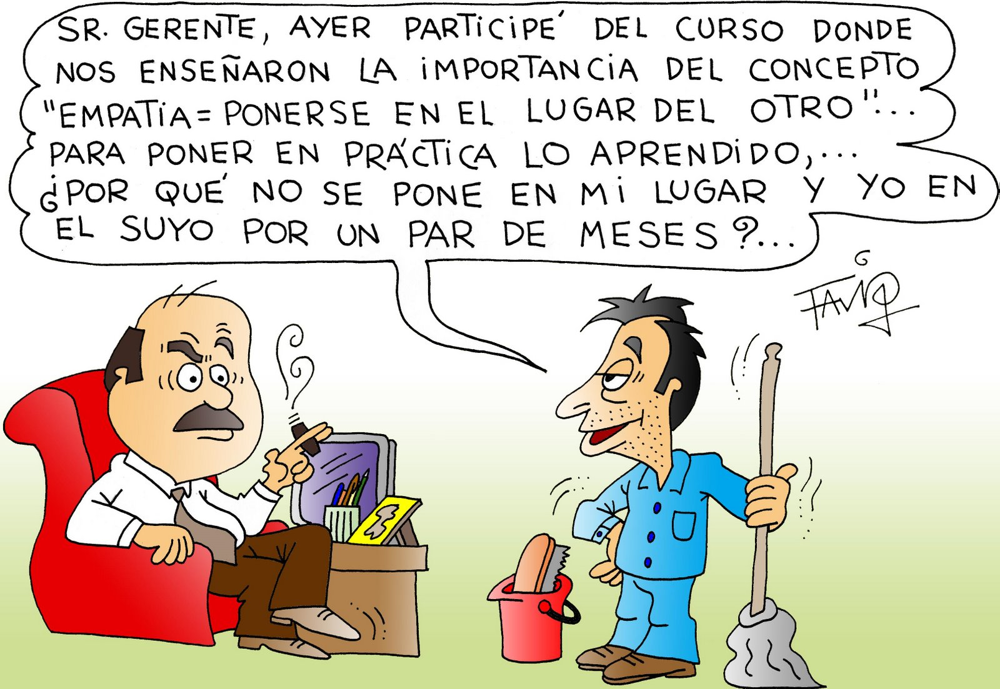 SR. GERENTE, AYER PARTICIPÉ DEL CURSO DONDE
NOS ENSEÑARON LA IMPORTANCIA DEL CONCEPTO
"EMPATIA = PONERSE EN EL LUGAR DEL OTRO"...
PARA PONER EN PRÁCTICA LO APRENDIDO,...
¿POR QUÉ NO SE PONE EN MI LUGAR Y YO EN
EL SUYO POR UN PAR DE MESES?...